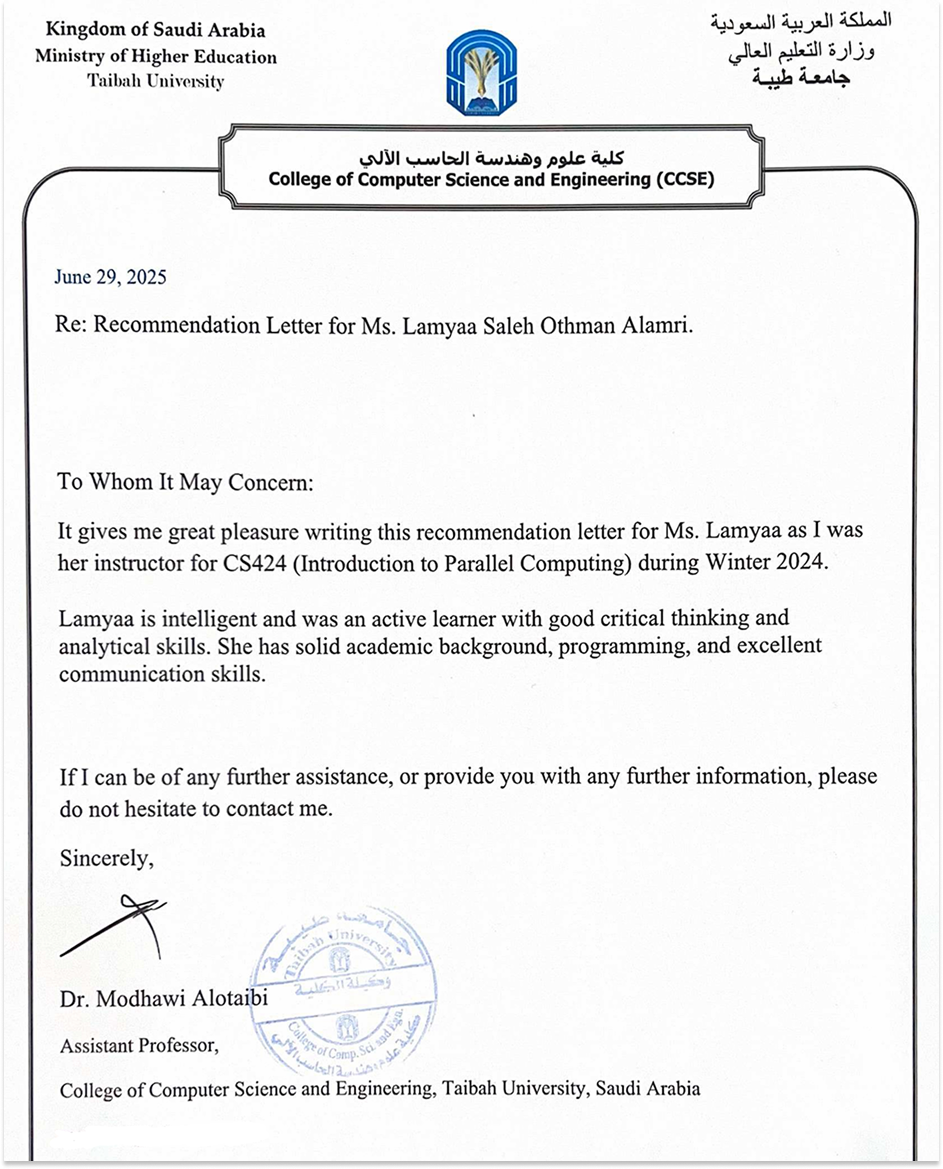 Kingdom of Saudi Arabia
Ministry of Higher Education
Taibah University
المملكة العربية السعودية
وزارة التعليم العالي
جامعة طيبة
كلية علوم وهندسة الحاسب الآلي
College of Computer Science and Engineering (CCSE)
June 29, 2025
Re: Recommendation Letter for Ms. Lamyaa Saleh Othman Alamri.
To Whom It May Concern:
It gives me great pleasure writing this recommendation letter for Ms. Lamyaa as I was
her instructor for CS424 (Introduction to Parallel Computing) during Winter 2024.
Lamyaa is intelligent and was an active learner with good critical thinking and
analytical skills. She has solid academic background, programming, and excellent
communication skills.
If I can be of any further assistance, or provide you with any further information, please
do not hesitate to contact me.
Sincerely,
جامعة طيبة
Taibah University
وكيلة الكلية
College of Comp. Sci. and Egn.
كلية علوم وهندسة الحاسب الآلي
Dr. Modhawi Alotaibi
Assistant Professor,
College of Computer Science and Engineering, Taibah University, Saudi Arabia